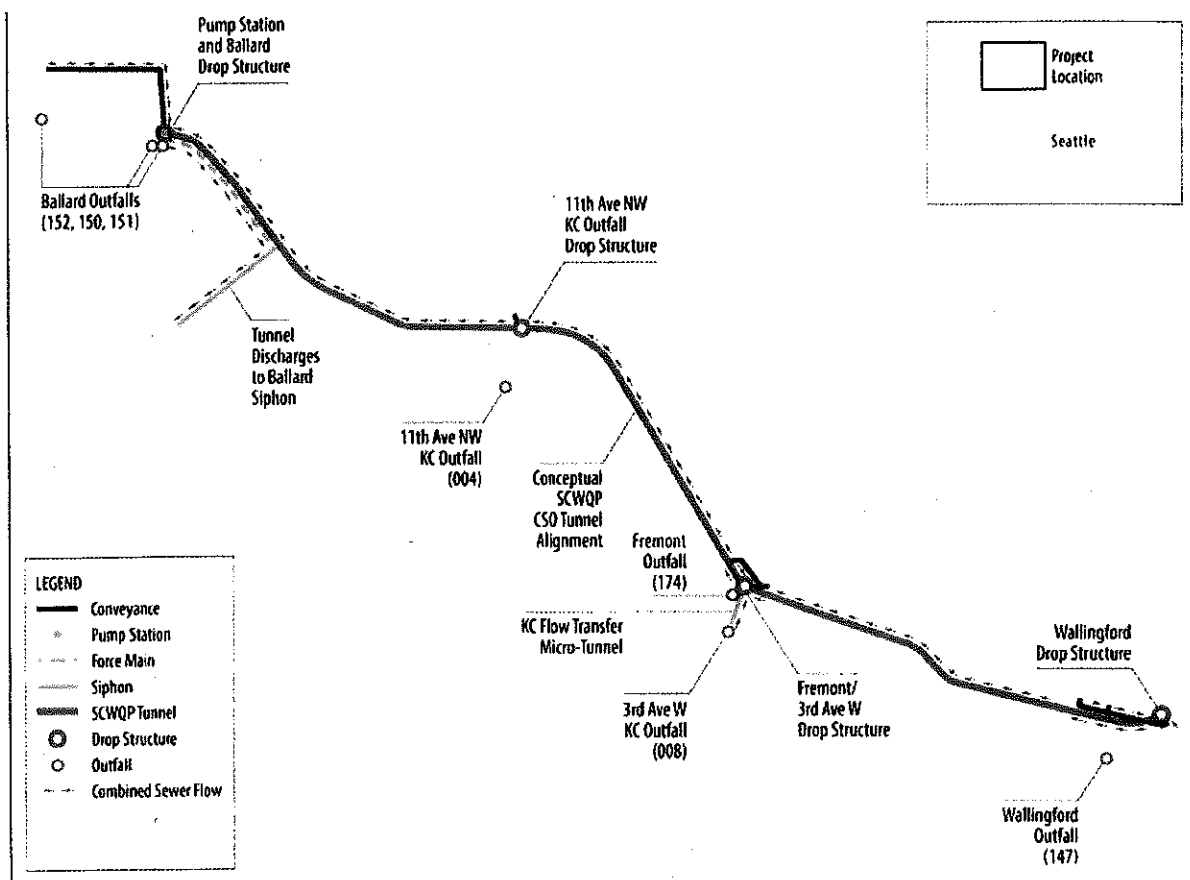 Pump Station
and Ballard
Drop Structure
Project
Location
Seattle
Ballard Outfalls
(152, 150, 151)
11th Ave NW
KC Outfall
Drop Structure
Tunnel
Discharges
to Ballard
Siphon
11th Ave NW
KC Outfall
(004)
Conceptual
SCWQP
CSO Tunnel
Alignment
Fremont
Outfall
(174)
KC Flow Transfer
Micro-Tunnel
3rd Ave W
KC Outfall
(008)
Fremont/
3rd Ave W
Drop Structure
Wallingford
Drop Structure
Wallingford
Outfall
(147)
LEGEND
Conveyance
Pump Station
Force Main
Siphon
SCWQP Tunnel
Drop Structure
Outfall
Combined Sewer Flow